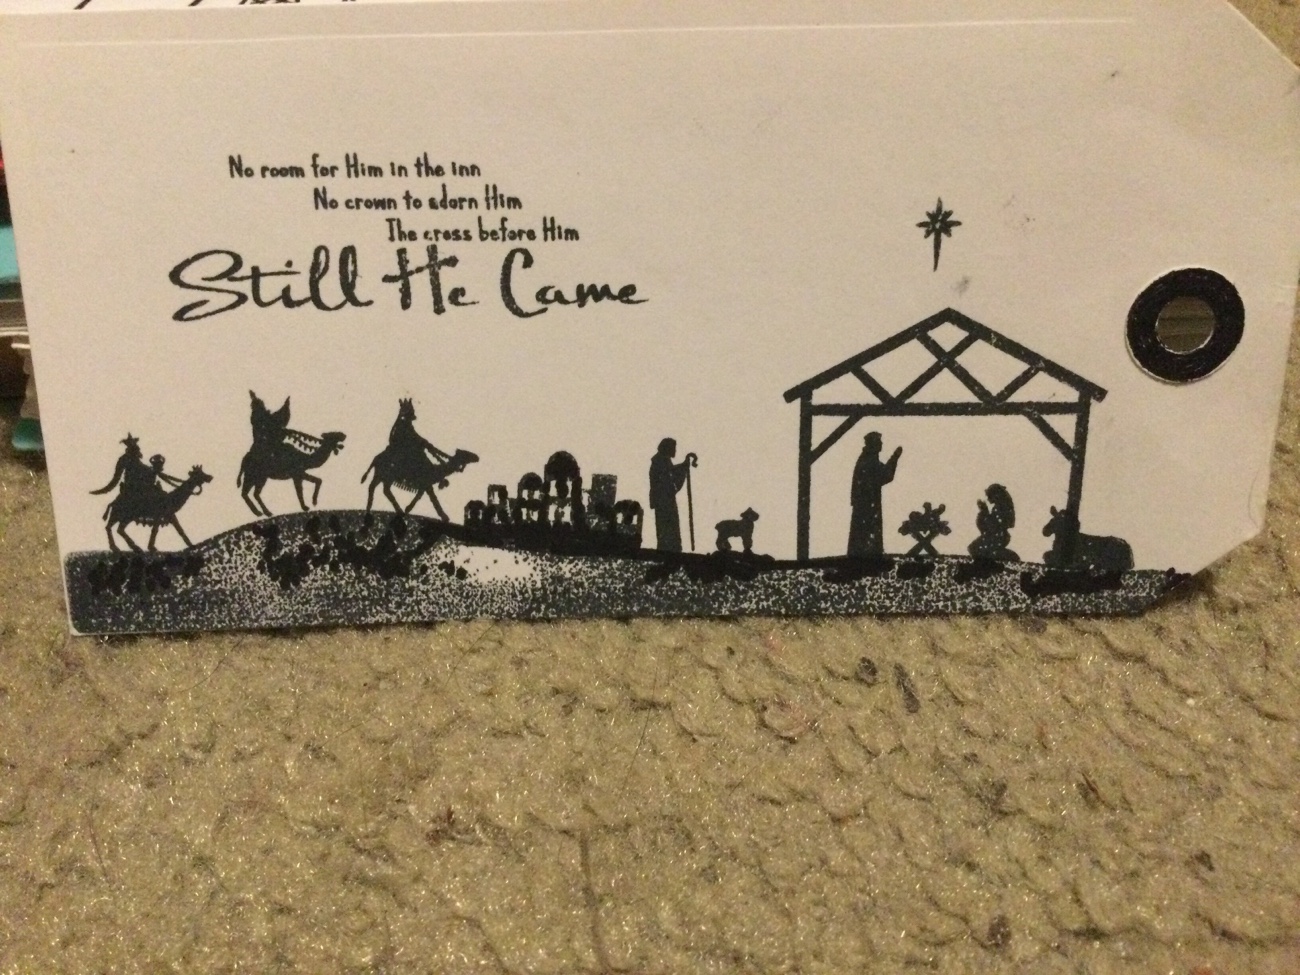 No room for Him in the inn
No crown to adorn Him
The cross before Him
Still He Came